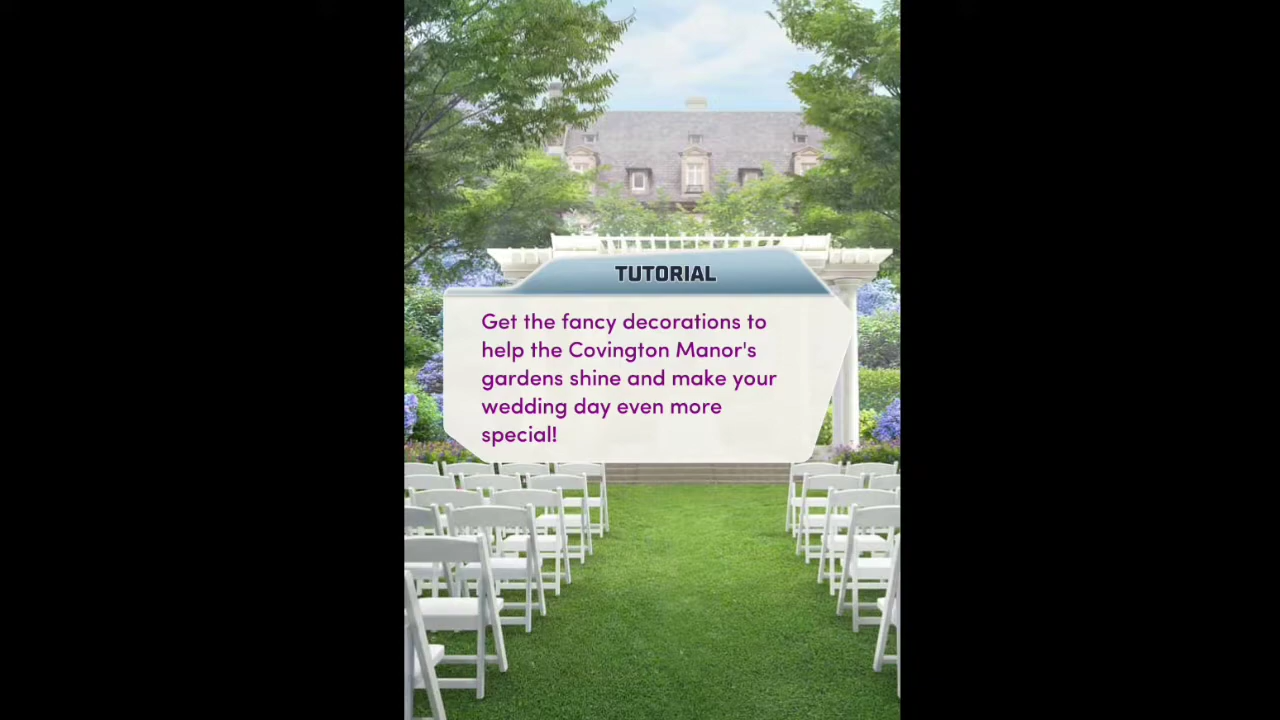 TUTORIAL
Get the fancy decorations to
help the Covington Manor's
gardens shine and make your
wedding day even more
special!